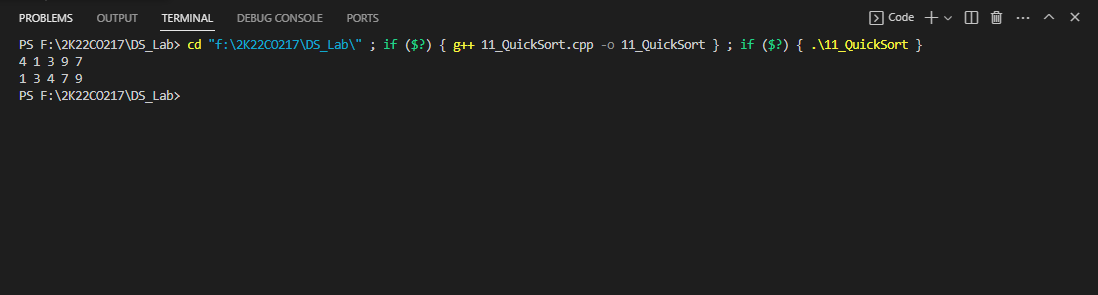 PROBLEMS OUTPUT TERMINAL DEBUG CONSOLE PORTS Code
PS F:\2K22CO217\DS_Lab> cd "f:\2K22CO217\DS_Lab\" ; if ($?) { g++ 11_QuickSort.cpp -o 11_QuickSort } ; if ($?) { .\11_QuickSort }
4 1 3 9 7
1 3 4 7 9
PS F:\2K22CO217\DS_Lab>